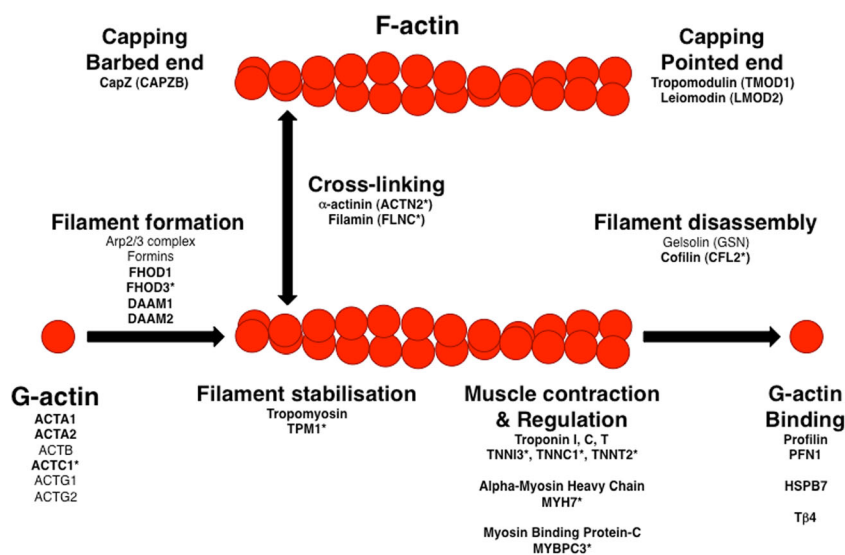 F-actin
Capping
Barbed end
CapZ (CAPZB)
Capping
Pointed end
Tropomodulin (TMOD1)
Leiomodin (LMOD2)
Cross-linking
α-actinin (ACTN2*)
Filamin (FLNC*)
Filament formation
Arp2/3 complex
Formins
FHOD1
FHOD3*
DAAM1
DAAM2
Filament disassembly
Gelsolin (GSN)
Cofilin (CFL2*)
G-actin
ACTA1
ACTA2
ACTB
ACTC1*
ACTG1
ACTG2
Filament stabilisation
Tropomyosin
TPM1*
Muscle contraction
& Regulation
Troponin I, C, T
TNNI3*, TNNC1*, TNNT2*
Alpha-Myosin Heavy Chain
MYH7*
Myosin Binding Protein-C
MYBPC3*
G-actin
Binding
Profilin
PFN1
HSPB7
Tβ4